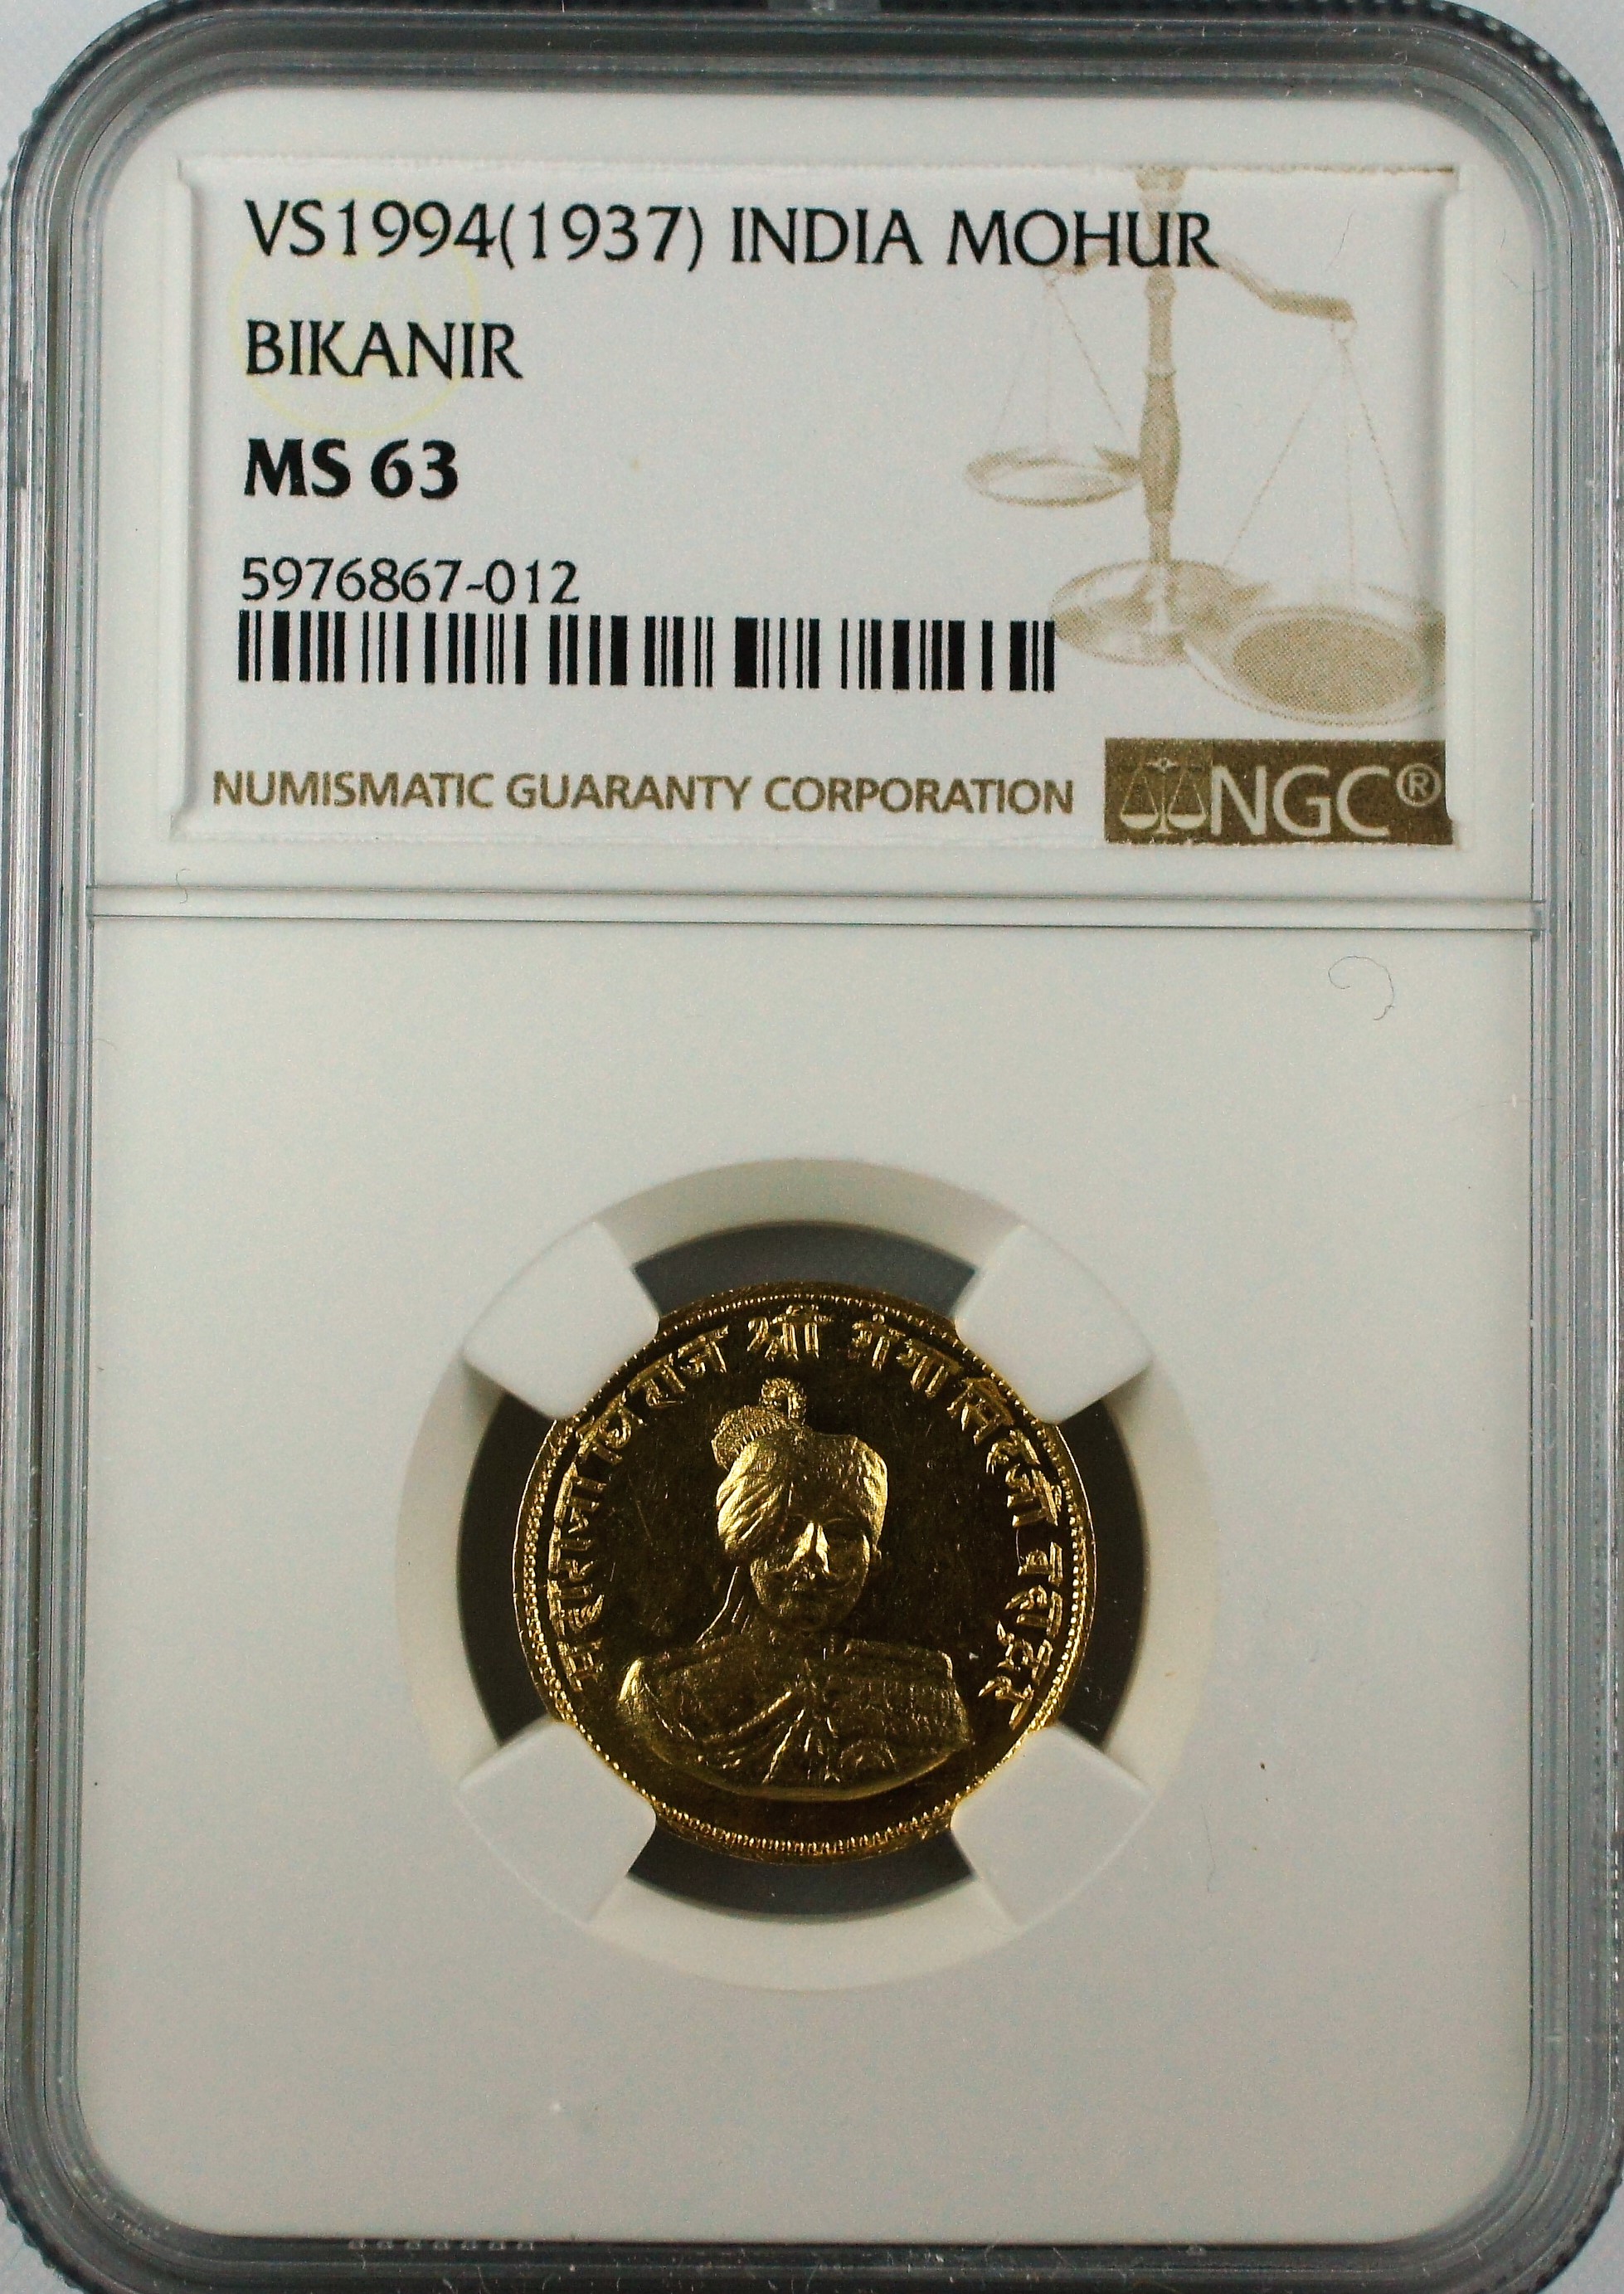 VS1994(1937) INDIA MOHUR
BIKANIR
MS 63
5976867-012
NUMISMATIC GUARANTY CORPORATION
NGC®
महाराजाधिराज श्री गंगा सिंहजी बहादुर